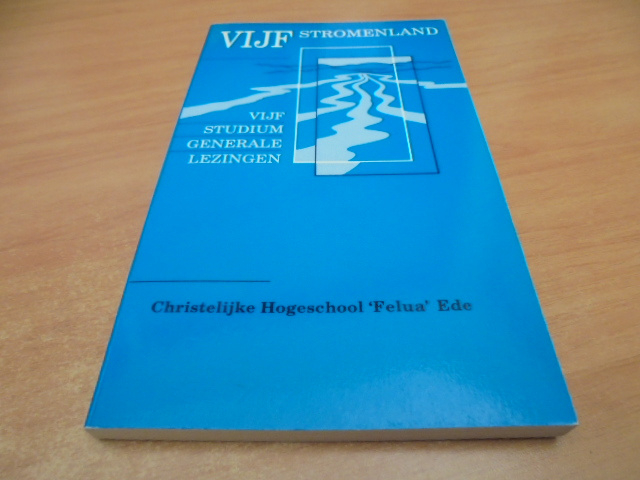 VIJF STROMENLAND
VIJF
STUDIUM
GENERALE
LEZINGEN
Christelijke Hogeschool ‘Felua’ Ede